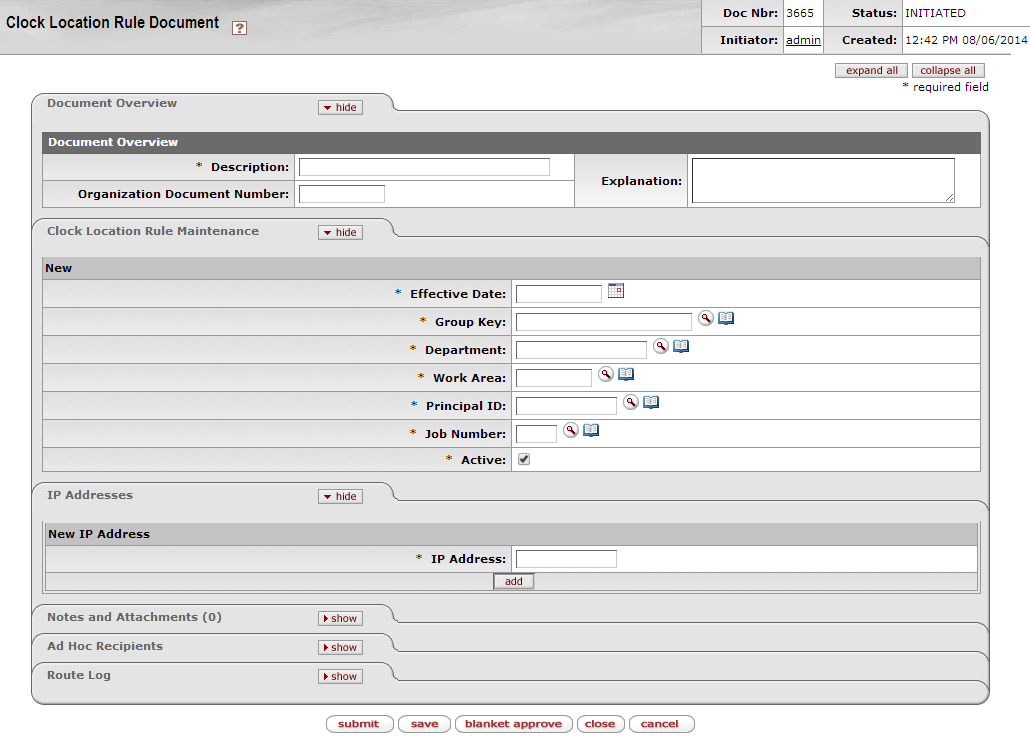 Clock Location Rule Document ?
Doc Nbr: 3665 Status: INITIATED
Initiator: admin Created: 12:42 PM 08/06/2014
expand all collapse all
* required field
Document Overview hide
Document Overview
* Description:
Explanation:
Organization Document Number:
Clock Location Rule Maintenance hide
New
* Effective Date:
* Group Key:
* Department:
* Work Area:
* Principal ID:
* Job Number:
* Active:
IP Addresses hide
New IP Address
* IP Address:
add
Notes and Attachments (0) show
Ad Hoc Recipients show
Route Log show
submit save blanket approve close cancel